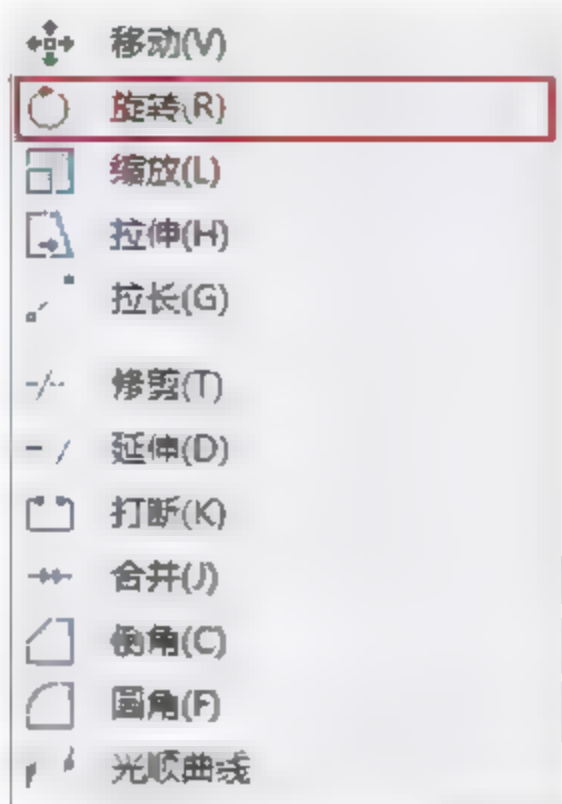 移动(V)
旋转(R)
缩放(L)
拉伸(H)
拉长(G)
修剪(T)
延伸(D)
打断(K)
合并(J)
倒角(C)
圆角(F)
光顺曲线